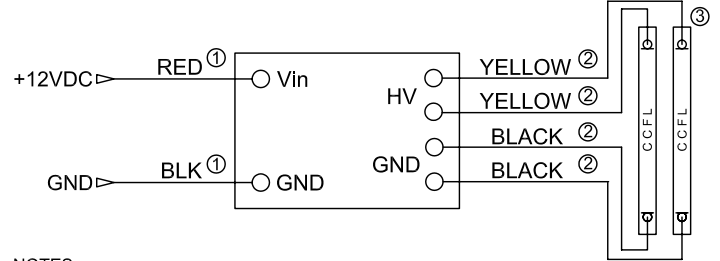 ③
RED ① YELLOW ②
+12VDC Vin
HV
YELLOW ②
BLACK ②
GND
BLK ① BLACK ②
GND GND
CCFL CCFL
NOTES